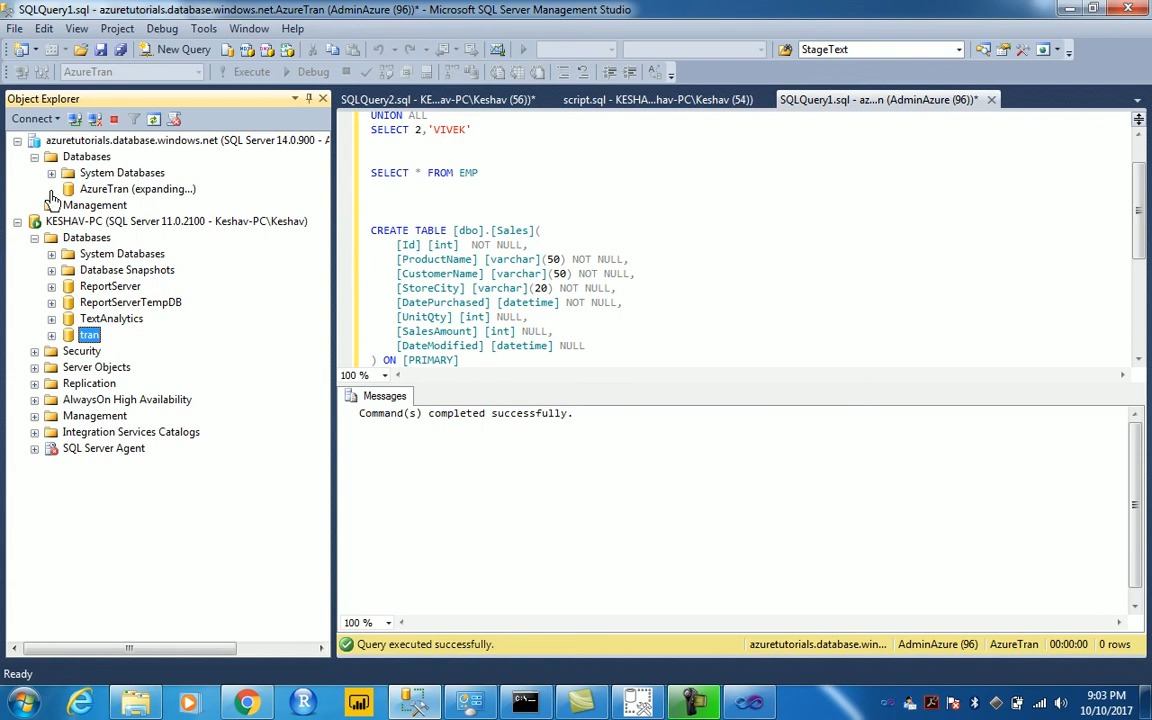 SQLQuery1.sql - azuretutorials.database.windows.net.AzureTran (AdminAzure (96))* - Microsoft SQL Server Management Studio
File Edit View Project Debug Tools Window Help
New Query StageText
AzureTran Execute Debug
Object Explorer
SQLQuery2.sql - KE...av-PC\Keshav (56))* script.sql - KESHA...hav-PC\Keshav (54)) SQLQuery1.sql - az...n (AdminAzure (96))*
Connect
azuretutorials.database.windows.net (SQL Server 14.0.900 - A
Databases
System Databases
AzureTran (expanding...)
Management
KESHAV-PC (SQL Server 11.0.2100 - Keshav-PC\Keshav)
Databases
System Databases
Database Snapshots
ReportServer
ReportServerTempDB
TextAnalytics
tran
Security
Server Objects
Replication
AlwaysOn High Availability
Management
Integration Services Catalogs
SQL Server Agent
UNION ALL
SELECT 2,'VIVEK'
SELECT * FROM EMP
CREATE TABLE [dbo].[Sales](
[Id] [int] NOT NULL,
[ProductName] [varchar](50) NOT NULL,
[CustomerName] [varchar](50) NOT NULL,
[StoreCity] [varchar](20) NOT NULL,
[DatePurchased] [datetime] NOT NULL,
[UnitQty] [int] NULL,
[SalesAmount] [int] NULL,
[DateModified] [datetime] NULL
) ON [PRIMARY]
100 %
Messages
Command(s) completed successfully.
100 %
Query executed successfully. azuretutorials.database.win... AdminAzure (96) AzureTran 00:00:00 0 rows
Ready
9:03 PM
10/10/2017